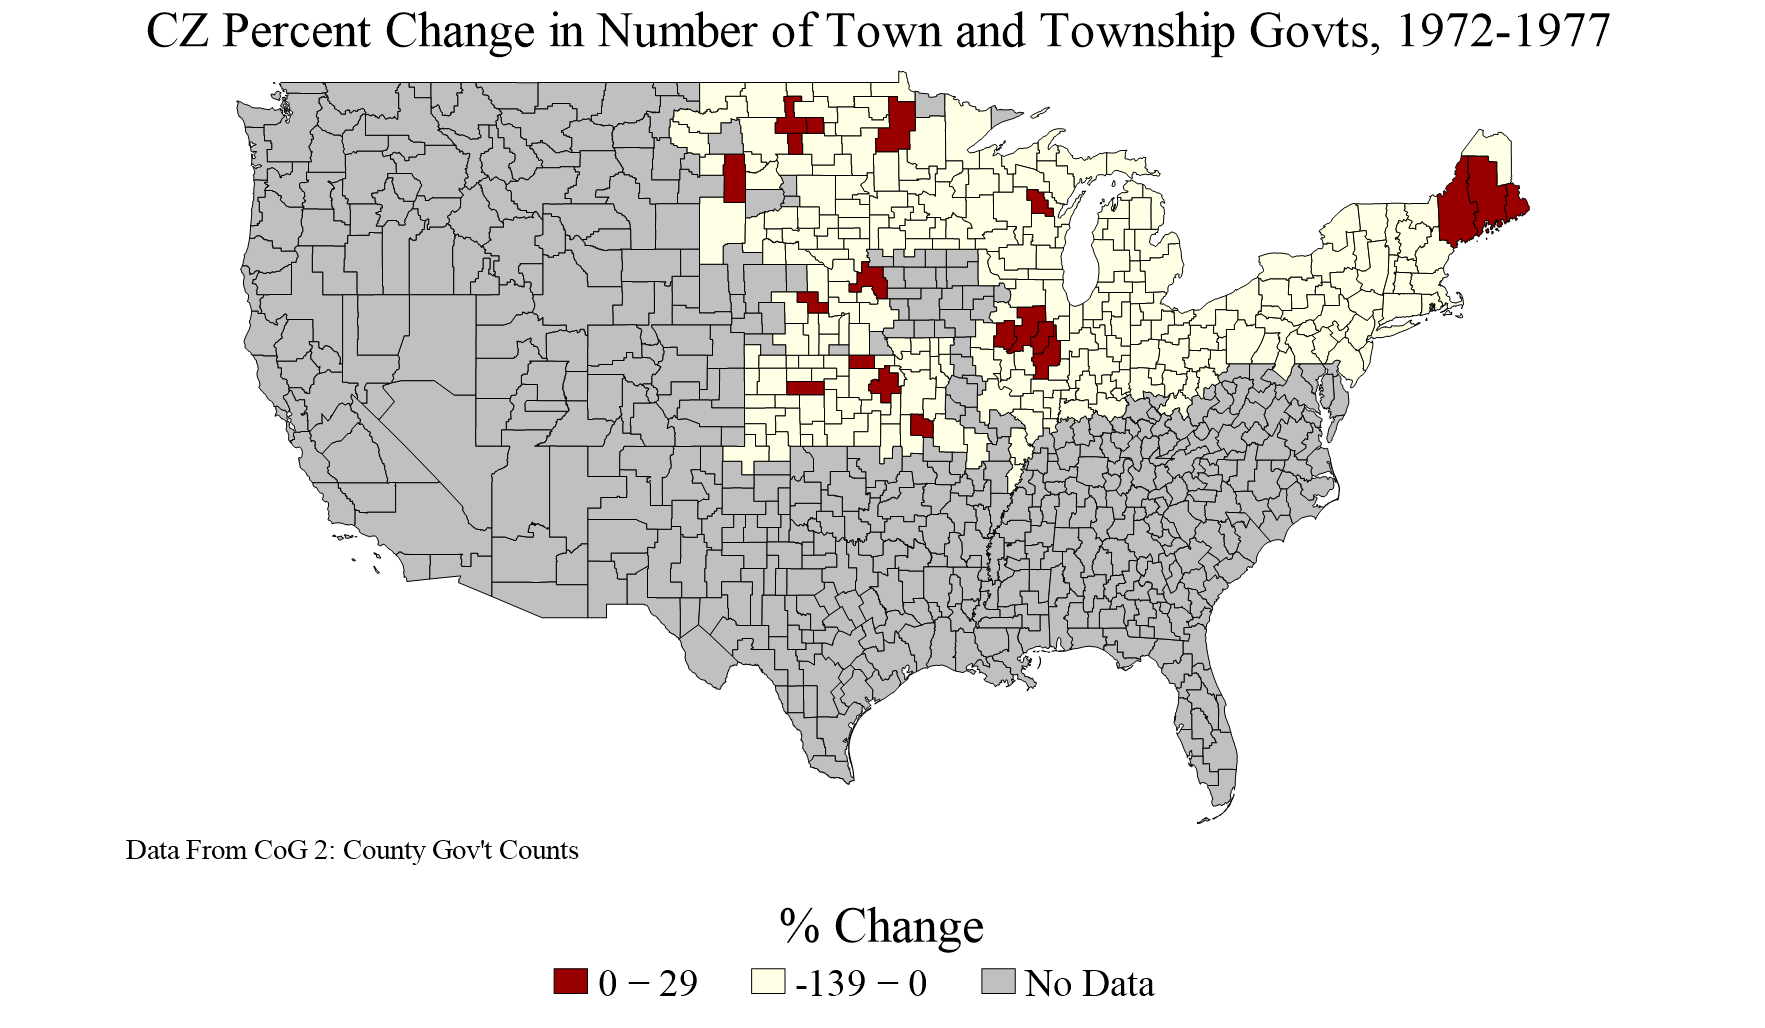 CZ Percent Change in Number of Town and Township Govts, 1972-1977
Data From CoG 2: County Gov't Counts
% Change
0 − 29
-139 − 0
No Data